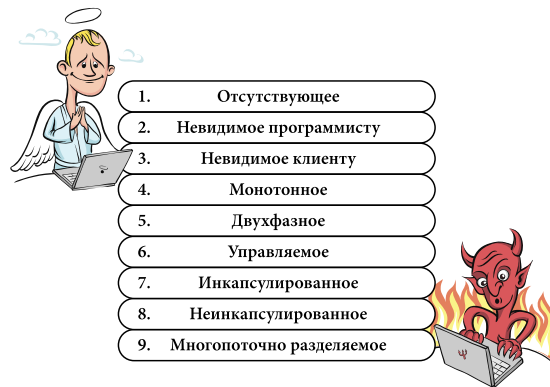 1. Отсутствующее
2. Невидимое программисту
3. Невидимое клиенту
4. Монотонное
5. Двухфазное
6. Управляемое
7. Инкапсулированное
8. Неинкапсулированное
9. Многопоточно разделяемое